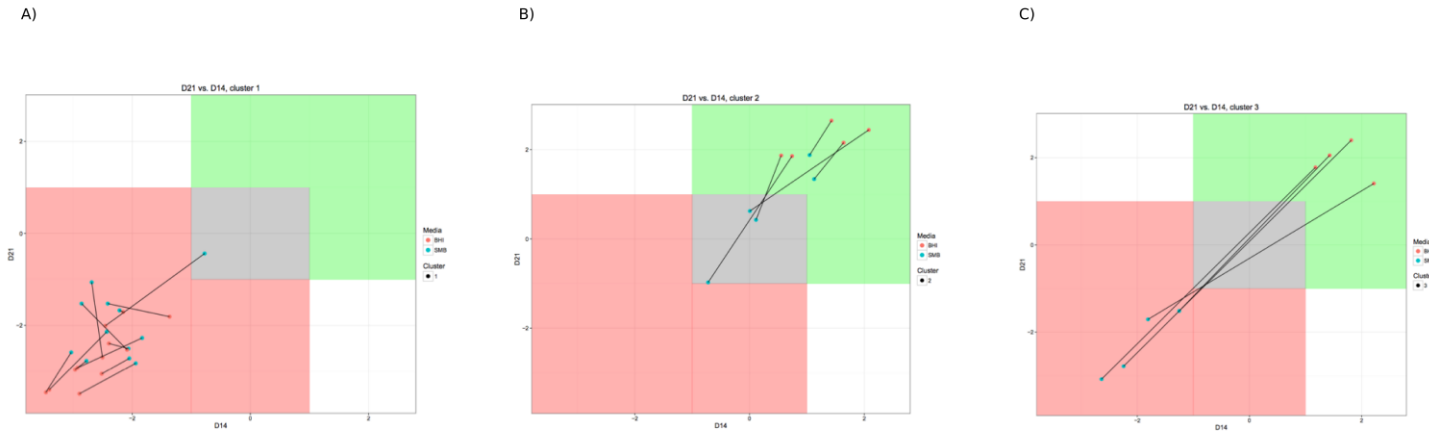 A)
B)
C)
D21 vs. D14, cluster 1
2
0
-2
D21
-2
0
2
D14
Media
BHI
SMB
Cluster
1
D21 vs. D14, cluster 2
2
0
-2
D21
-2
0
2
D14
Media
BHI
SMB
Cluster
2
D21 vs. D14, cluster 3
2
0
-2
D21
-2
0
2
D14
Media
Cluste
3